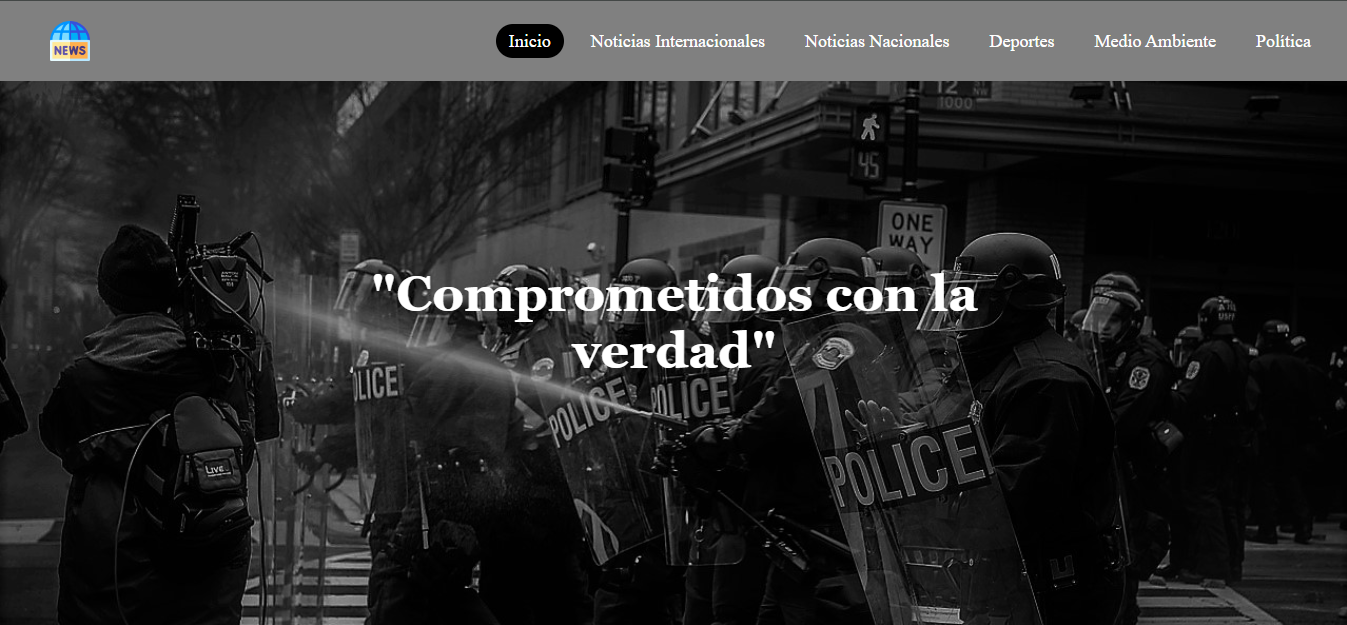 NEWS
Inicio
Noticias Internacionales
Noticias Nacionales
Deportes
Medio Ambiente
Política
12 NW
1000
45
ONE
WAY
"Comprometidos con la
verdad"
POLICE
POLICE
POLICE
POLICE
LIVE